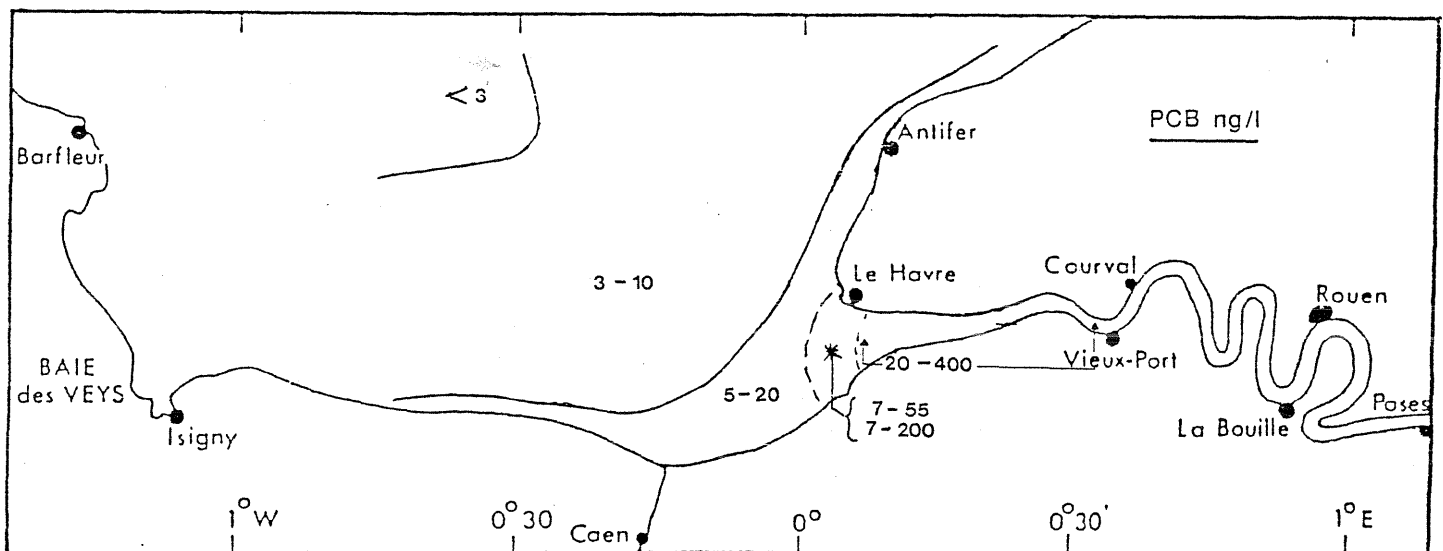 < 3
PCB ng/l
Antifer
Barfleur
3 - 10
Le Havre
Courval
Rouen
BAIE
des VEYS
Vieux-Port
20 - 400
5 - 20
7 - 55
7 - 200
Isigny
La Bouille
Poses
1° W
0° 30
0°
0° 30'
1° E
Caen